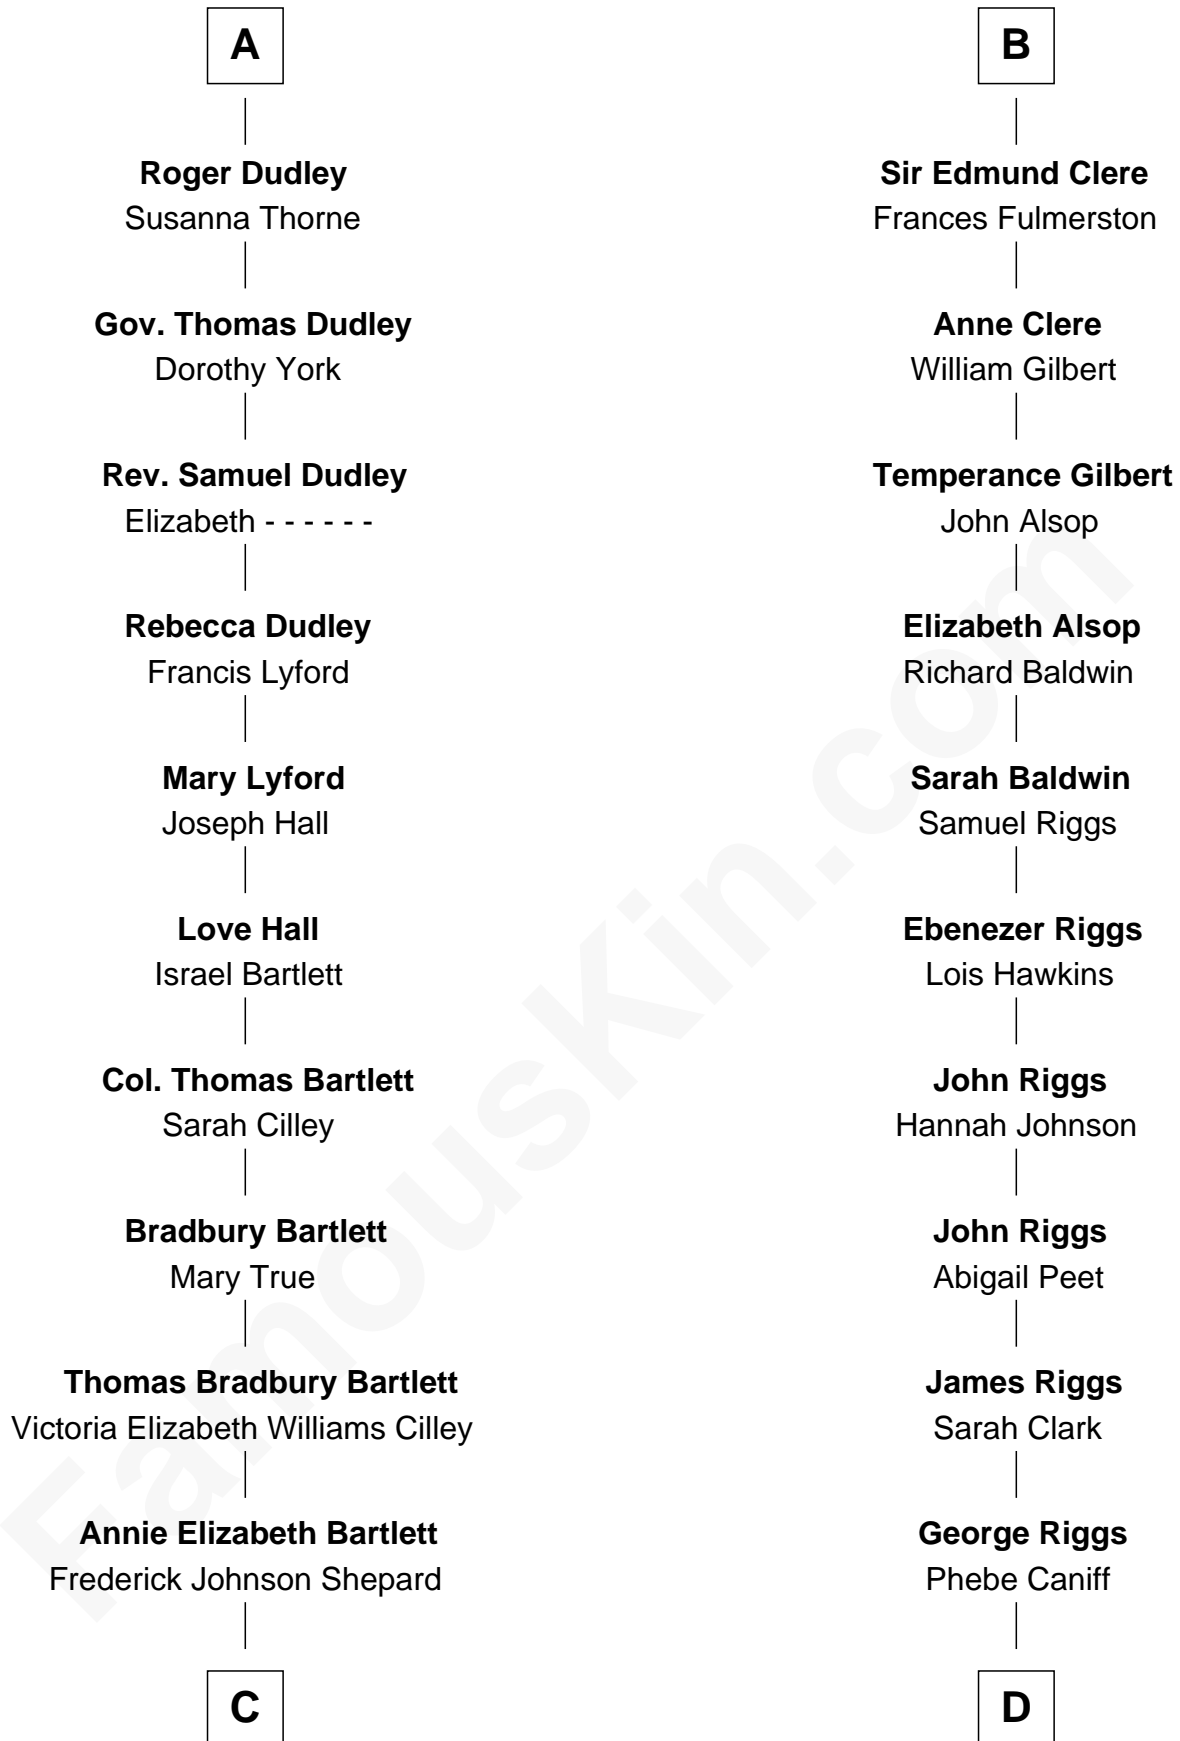 A
Roger Dudley
Susanna Thorne
Gov. Thomas Dudley
Dorothy York
Rev. Samuel Dudley
Elizabeth - - - - - -
Rebecca Dudley
Francis Lyford
Mary Lyford
Joseph Hall
Love Hall
Israel Bartlett
Col. Thomas Bartlett
Sarah Cilley
Bradbury Bartlett
Mary True
Thomas Bradbury Bartlett
Victoria Elizabeth Williams Cilley
Annie Elizabeth Bartlett
Frederick Johnson Shepard
C
B
Sir Edmund Clere
Frances Fulmerston
Anne Clere
William Gilbert
Temperance Gilbert
John Alsop
Elizabeth Alsop
Richard Baldwin
Sarah Baldwin
Samuel Riggs
Ebenezer Riggs
Lois Hawkins
John Riggs
Hannah Johnson
John Riggs
Abigail Peet
James Riggs
Sarah Clark
George Riggs
Phebe Caniff
D
FamousKin.com